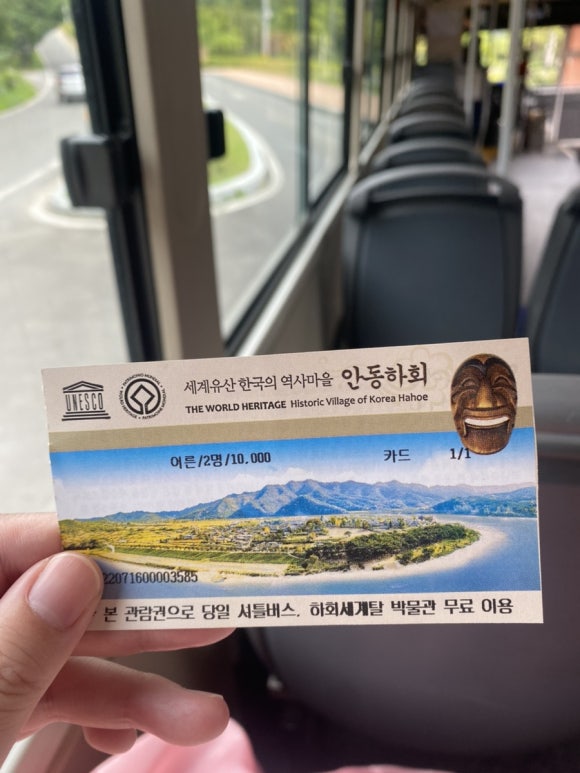 UNESCO
세계유산 한국의 역사마을 안동하회
THE WORLD HERITAGE Historic Village of Korea Hahoe
어른/2명/10,000 카드 1/1
22071600003585
본 관람권으로 당일 셔틀버스, 하회세계탈 박물관 무료 이용